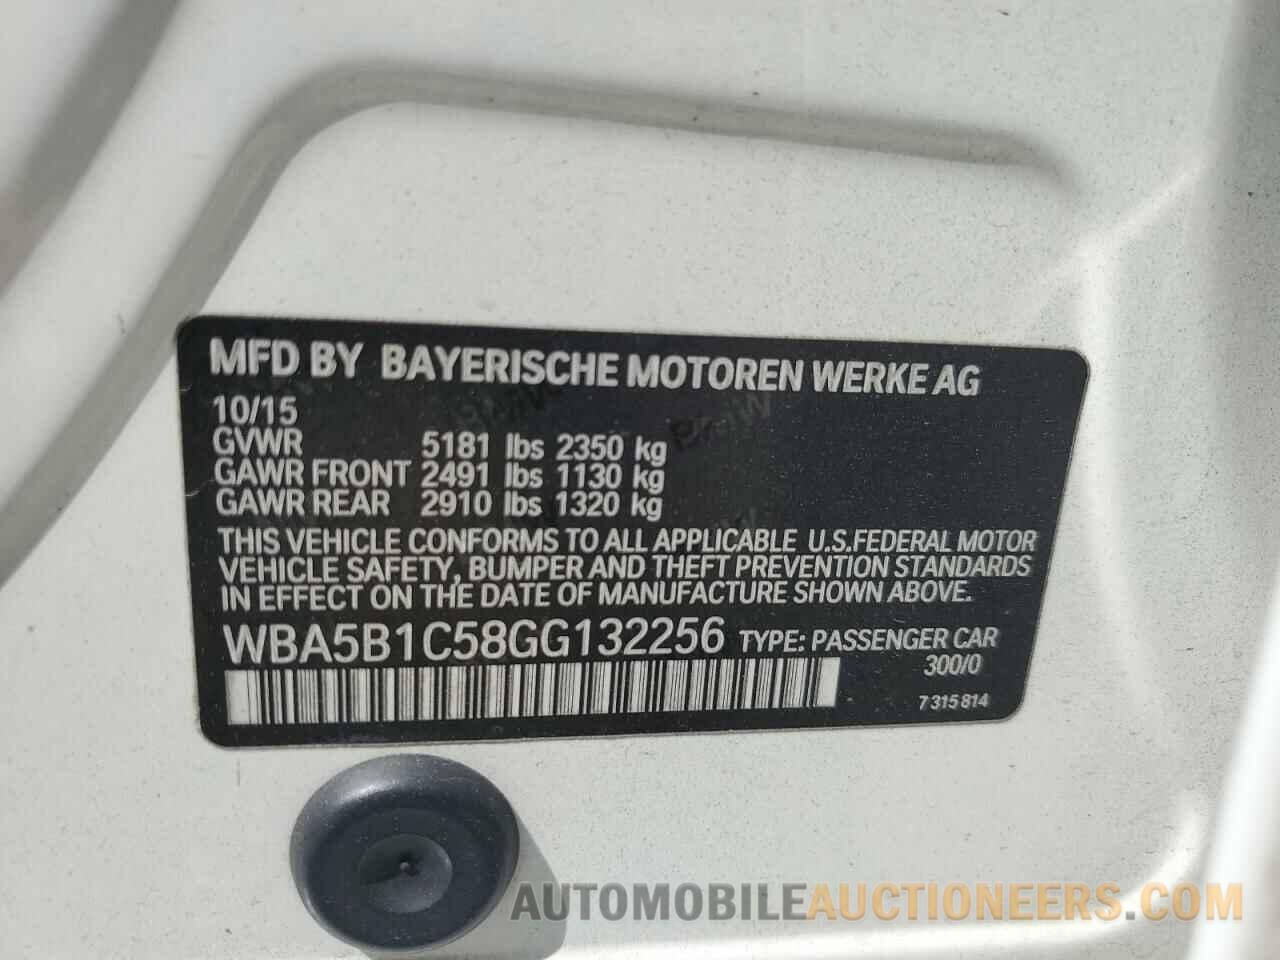 MFD BY BAYERISCHE MOTOREN WERKE AG
10/15
GVWR 5181 lbs 2350 kg
GAWR FRONT 2491 lbs 1130 kg
GAWR REAR 2910 lbs 1320 kg
THIS VEHICLE CONFORMS TO ALL APPLICABLE U.S.FEDERAL MOTOR
VEHICLE SAFETY, BUMPER AND THEFT PREVENTION STANDARDS
IN EFFECT ON THE DATE OF MANUFACTURE SHOWN ABOVE.
WBA5B1C58GG132256 TYPE: PASSENGER CAR
300/0
7 315 814
AUTOMOBILEAUCTIONEERS.COM